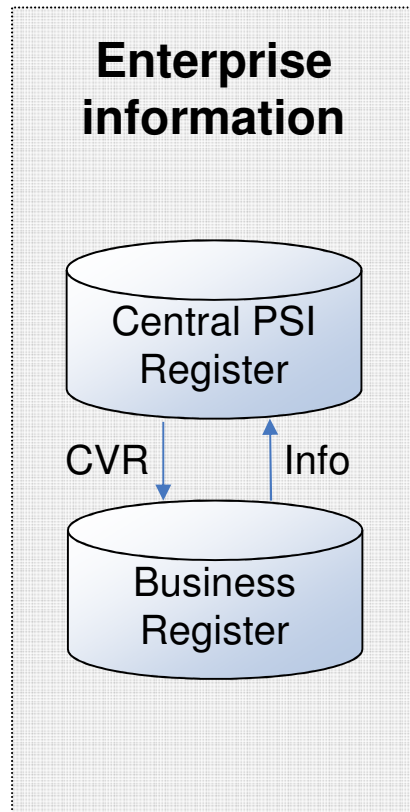 Enterprise
information
Central PSI
Register
CVR
Info
Business
Register